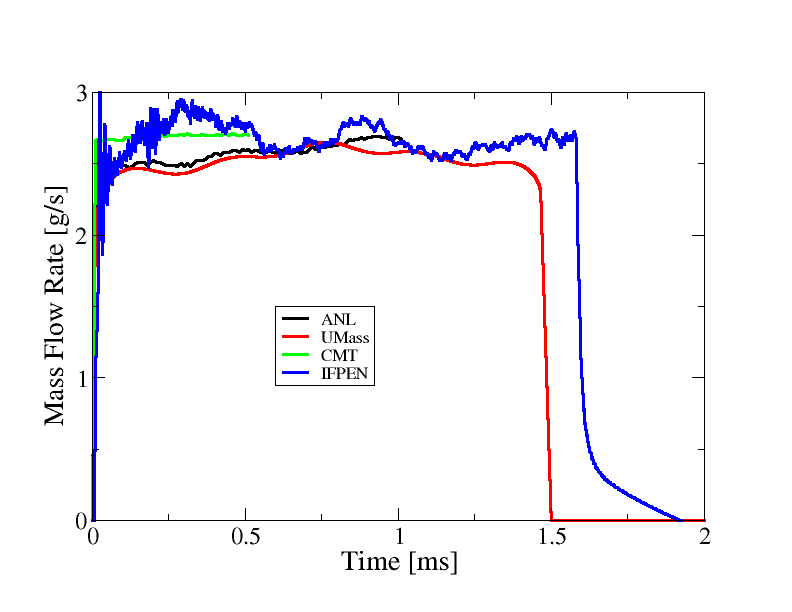 3
2
1
0
Mass Flow Rate [g/s]
ANL
UMass
CMT
IFPEN
0 0.5 1 1.5 2
Time [ms]